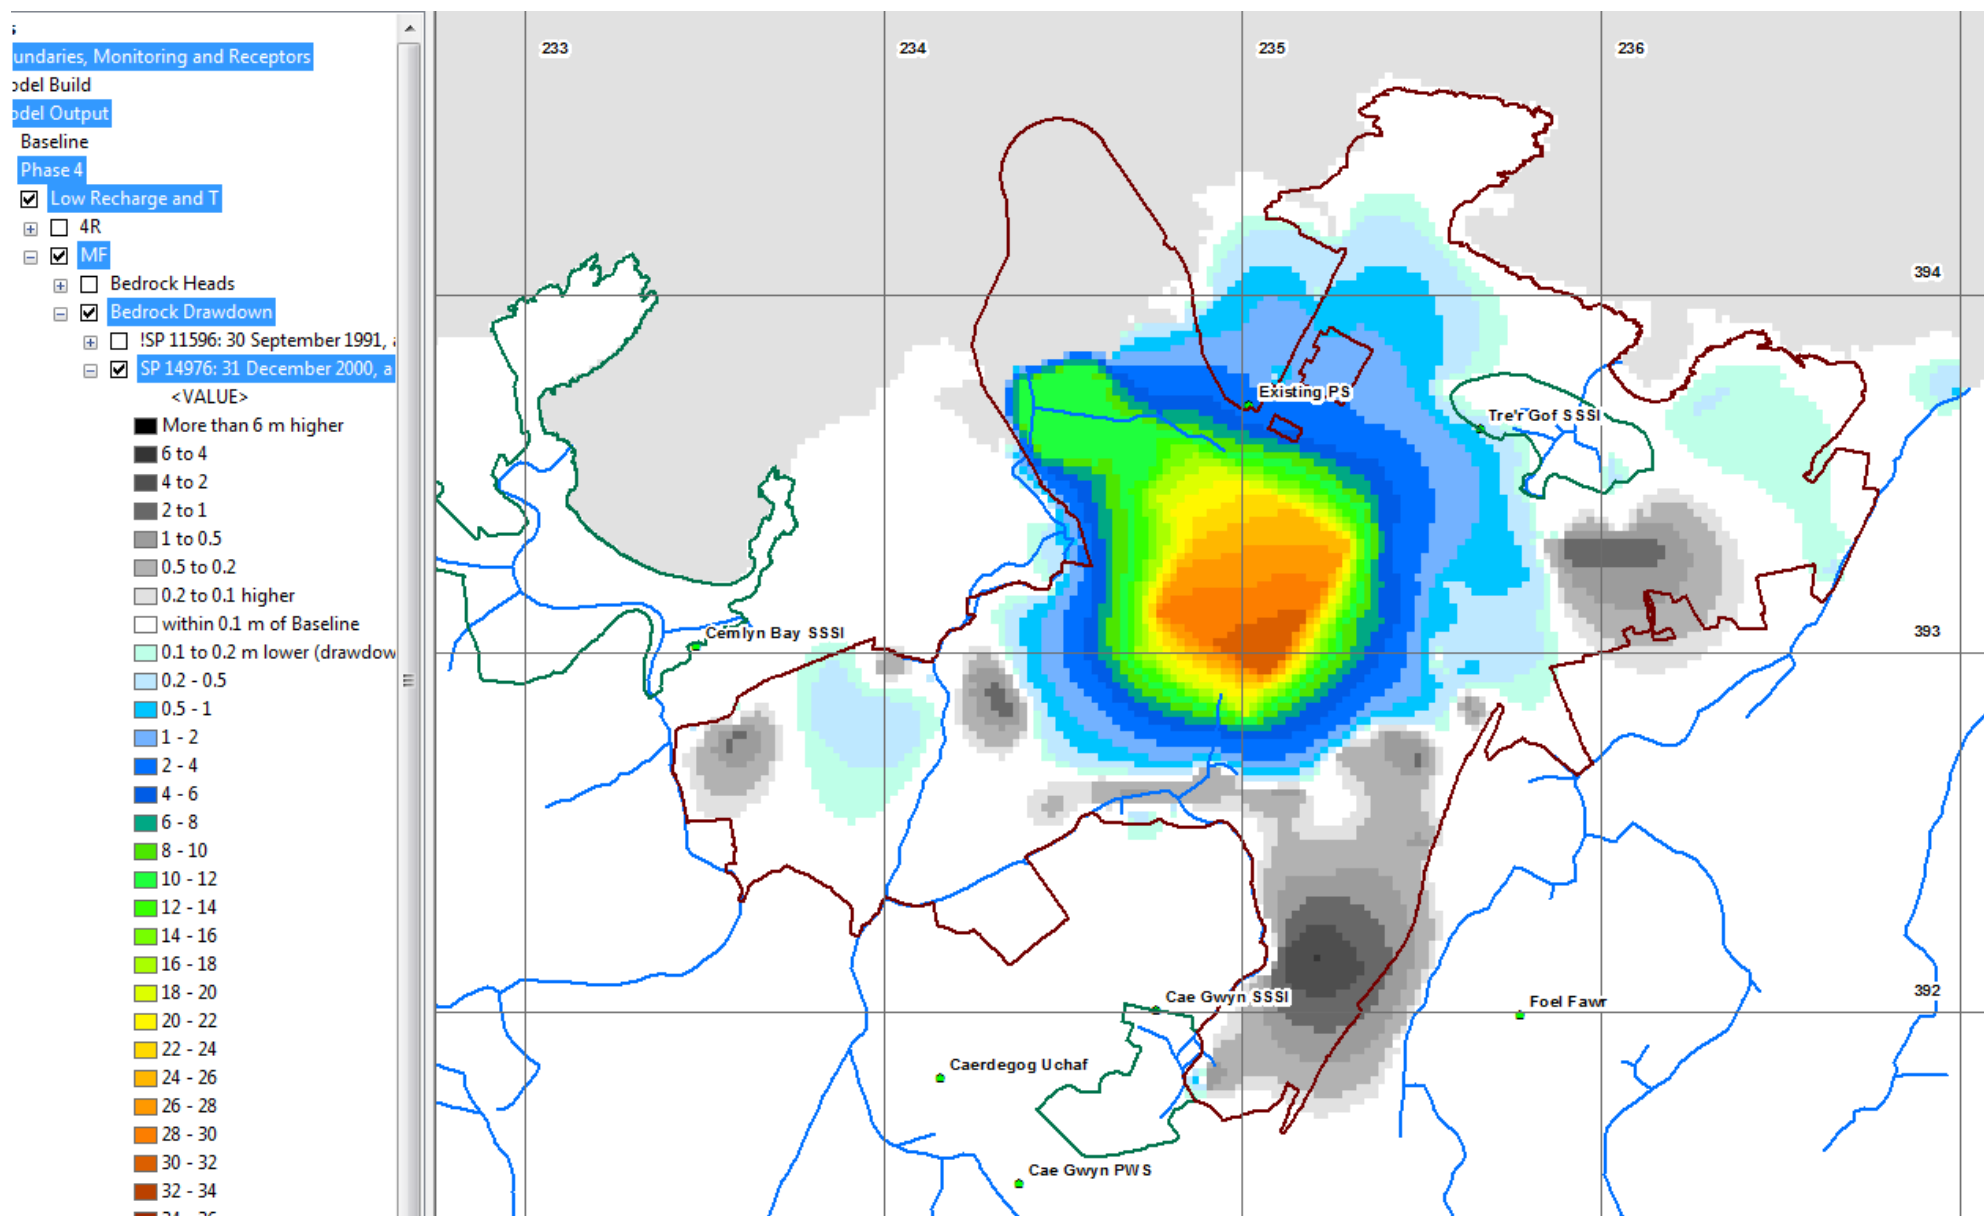 undaries, Monitoring and Receptors
odel Build
odel Output
Baseline
Phase 4
Low Recharge and T
4R
MF
Bedrock Heads
Bedrock Drawdown
!SP 11596: 30 September 1991,
SP 14976: 31 December 2000, a
<VALUE>
More than 6 m higher
6 to 4
4 to 2
2 to 1
1 to 0.5
0.5 to 0.2
0.2 to 0.1 higher
within 0.1 m of Baseline
0.1 to 0.2 m lower (drawdow
0.2 - 0.5
0.5 - 1
1 - 2
2 - 4
4 - 6
6 - 8
8 - 10
10 - 12
12 - 14
14 - 16
16 - 18
18 - 20
20 - 22
22 - 24
24 - 26
26 - 28
28 - 30
30 - 32
32 - 34
233
234
235
236
394
Existing PS
Tre'r Gof SSSI
393
Cemlyn Bay SSSI
392
Cae Gwyn SSSI
Foel Fawr
Caerdegog Uchaf
Cae Gwyn PWS